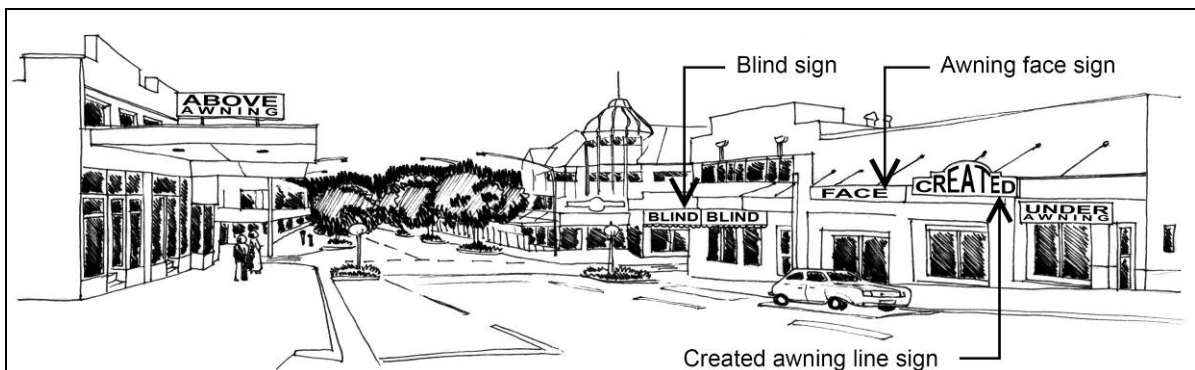 Blind sign
Awning face sign
ABOVE
AWNING
FACE
CREATED
BLIND BLIND
UNDER
AWNING
Created awning line sign